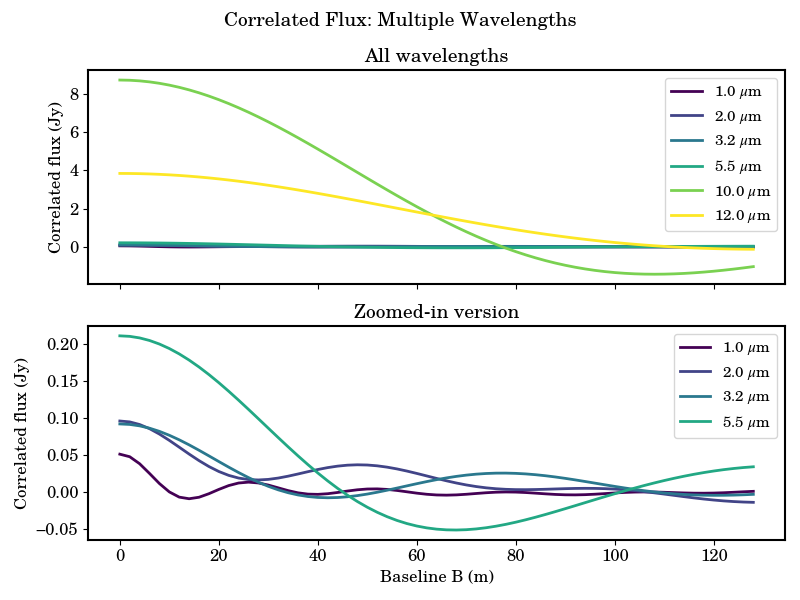 Correlated Flux: Multiple Wavelengths
All wavelengths
Correlated flux (Jy)
8
6
4
2
0
1.0 μm
2.0 μm
3.2 μm
5.5 μm
10.0 μm
12.0 μm
Zoomed-in version
Correlated flux (Jy)
0.20
0.15
0.10
0.05
0.00
−0.05
1.0 μm
2.0 μm
3.2 μm
5.5 μm
0 20 40 60 80 100 120
Baseline B (m)